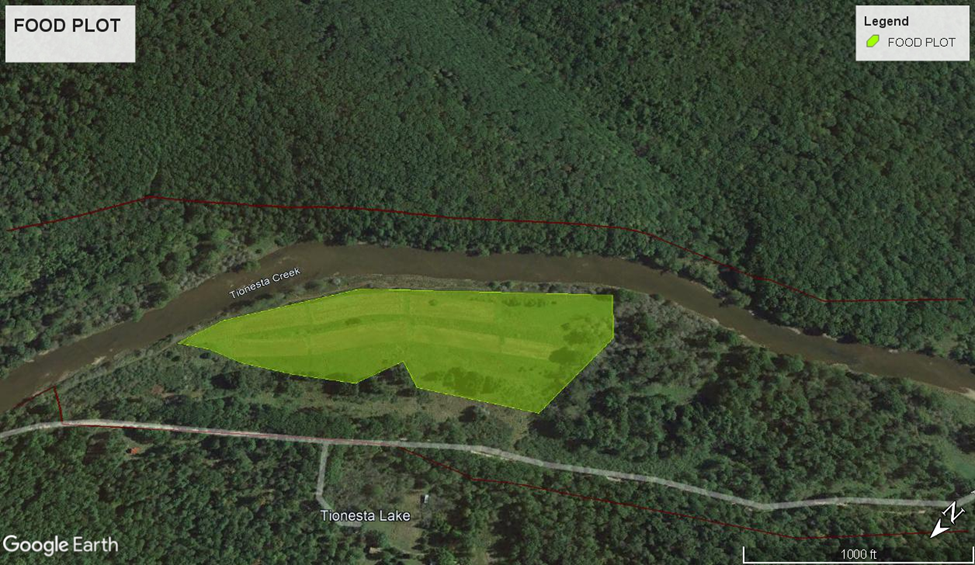 FOOD PLOT
Legend
FOOD PLOT
Tionesta Creek
Tionesta Lake
Google Earth
N
1000 ft